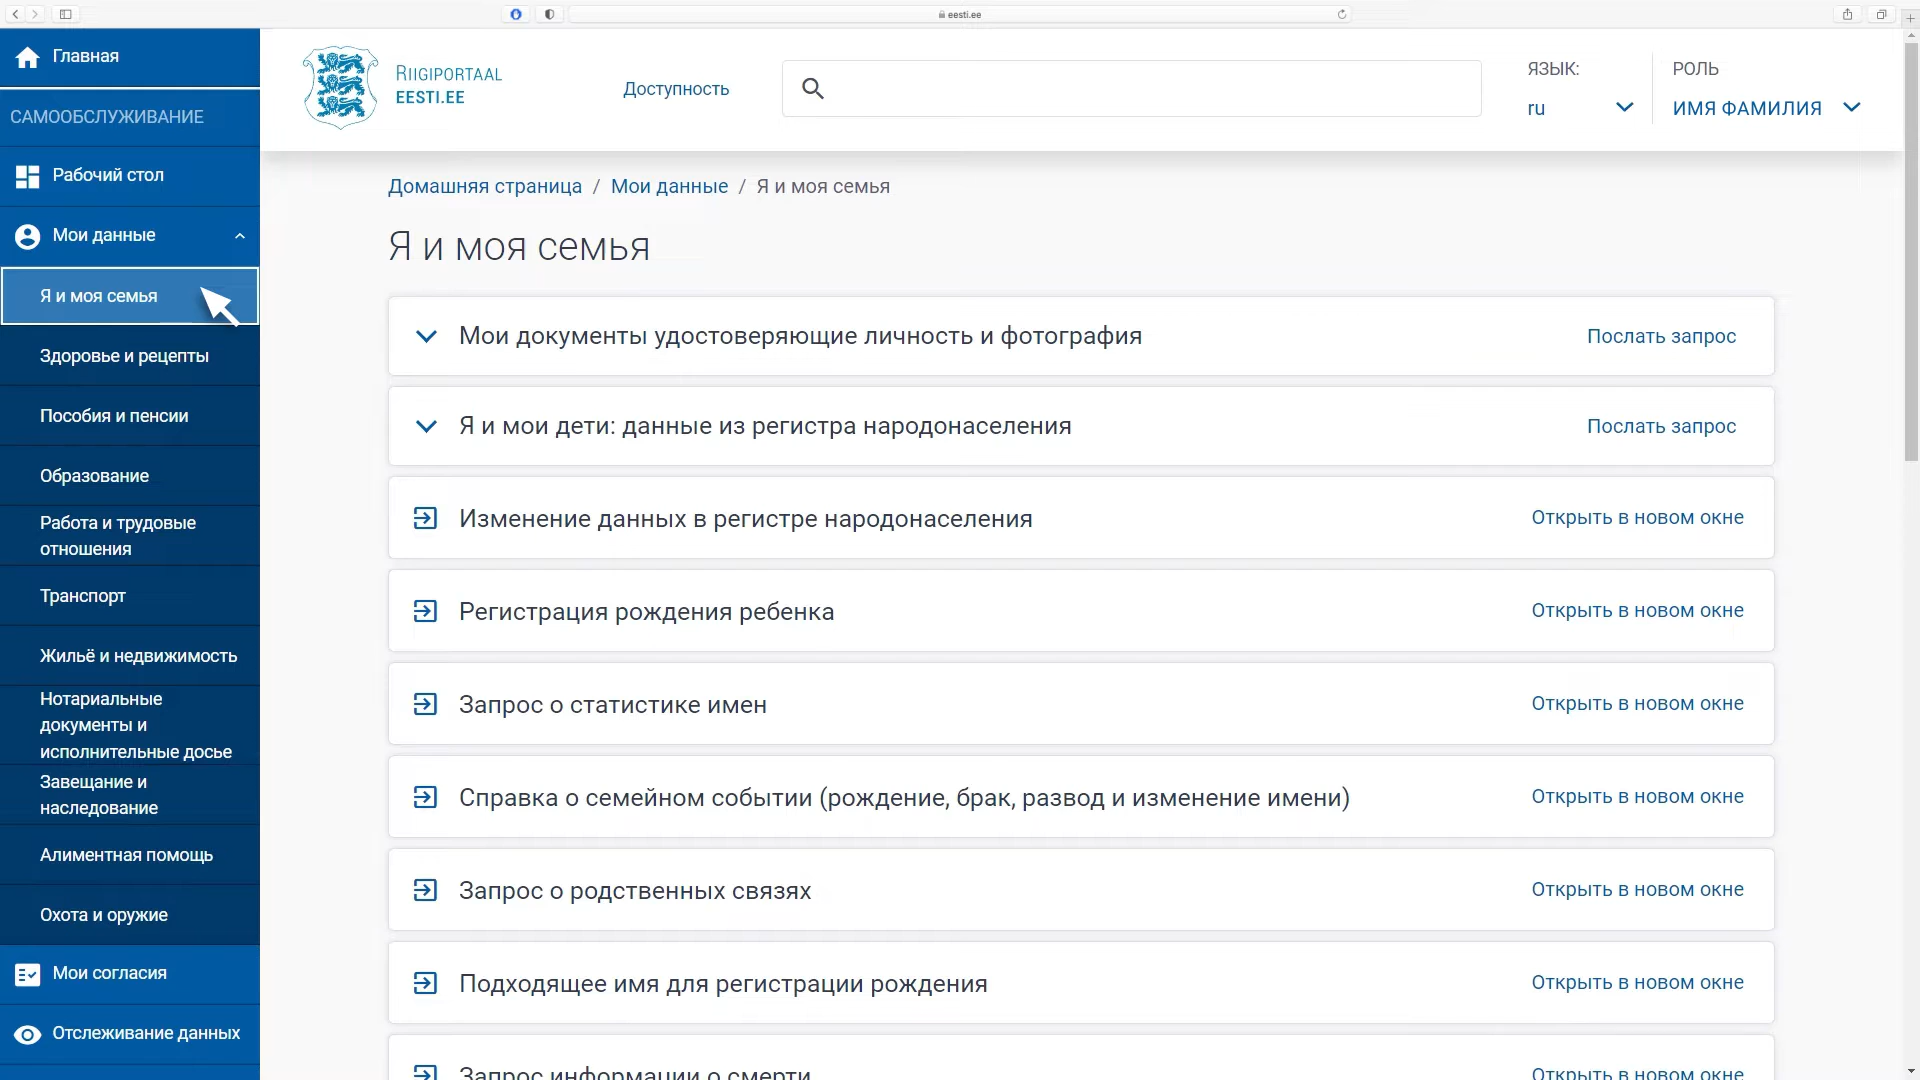 eesti.ee
Главная
САМООБСЛУЖИВАНИЕ
Рабочий стол
Мои данные
Я и моя семья
Здоровье и рецепты
Пособия и пенсии
Образование
Работа и трудовые
отношения
Транспорт
Жильё и недвижимость
Нотариальные
документы и
исполнительные досье
Завещание и
наследование
Алиментная помощь
Охота и оружие
Мои согласия
Отслеживание данных
RIIGIPORTAAL
EESTI.EE
Доступность
ЯЗЫК:
ru
РОЛЬ
ИМЯ ФАМИЛИЯ
Домашняя страница / Мои данные / Я и моя семья
Я и моя семья
Мои документы удостоверяющие личность и фотография Послать запрос
Я и мои дети: данные из регистра народонаселения Послать запрос
Изменение данных в регистре народонаселения Открыть в новом окне
Регистрация рождения ребенка Открыть в новом окне
Запрос о статистике имен Открыть в новом окне
Справка о семейном событии (рождение, брак, развод и изменение имени) Открыть в новом окне
Запрос о родственных связях Открыть в новом окне
Подходящее имя для регистрации рождения Открыть в новом окне
Запрос информации о смерти Открыть в новом окне